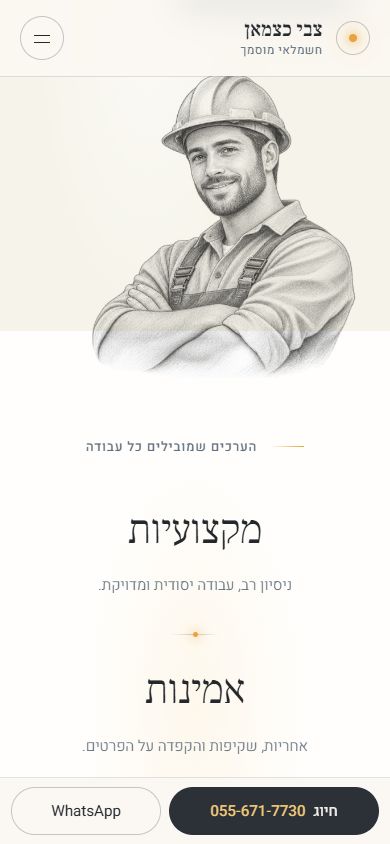 צבי כצמאן
חשמלאי מוסמך
הערכים שמובילים כל עבודה
מקצועיות
ניסיון רב, עבודה יסודית ומדויקת.
אמינות
אחריות, שקיפות והקפדה על הפרטים.
חיוג 055-671-7730
WhatsApp